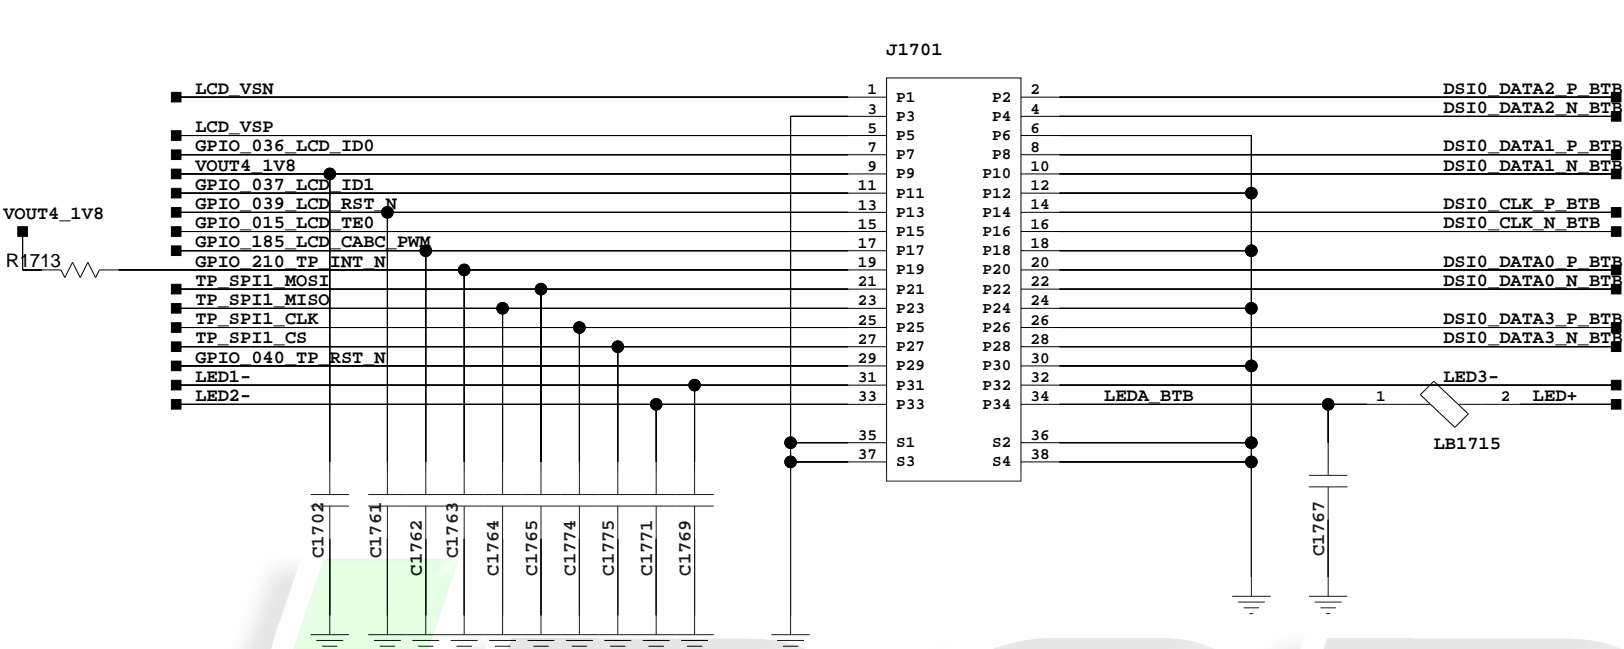 J1701
LCD_VSN 1 P1 P2 2 DSI0_DATA2_P_BTB
3 P3 P4 4 DSI0_DATA2_N_BTB
LCD_VSP 5 P5 P6 6
GPIO_036_LCD_ID0 7 P7 P8 8 DSI0_DATA1_P_BTB
VOUT4_1V8 9 P9 P10 10 DSI0_DATA1_N_BTB
GPIO_037_LCD_ID1 11 P11 P12 12
GPIO_039_LCD_RST_N 13 P13 P14 14 DSI0_CLK_P_BTB
VOUT4_1V8
GPIO_015_LCD_TE0 15 P15 P16 16 DSI0_CLK_N_BTB
GPIO_185_LCD_CABC_PWM 17 P17 P18 18
R1713
GPIO_210_TP_INT_N 19 P19 P20 20 DSI0_DATA0_P_BTB
TP_SPI1_MOSI 21 P21 P22 22 DSI0_DATA0_N_BTB
TP_SPI1_MISO 23 P23 P24 24
TP_SPI1_CLK 25 P25 P26 26 DSI0_DATA3_P_BTB
TP_SPI1_CS 27 P27 P28 28 DSI0_DATA3_N_BTB
GPIO_040_TP_RST_N 29 P29 P30 30
LED1- 31 P31 P32 32 LED3-
LED2- 33 P33 P34 34 LEDA_BTB 1 2 LED+
35 S1 S2 36 LB1715
37 S3 S4 38
C1702 C1761 C1762 C1763 C1764 C1765 C1774 C1775 C1771 C1769 C1767